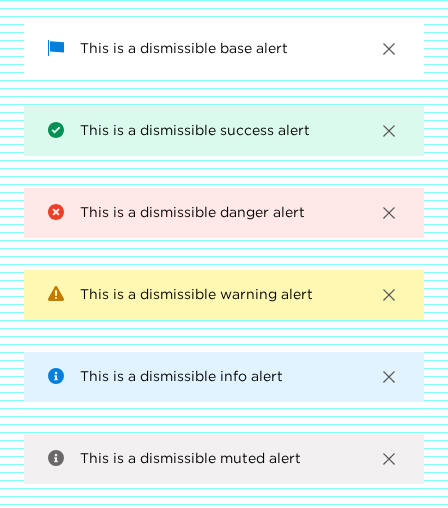 This is a dismissible base alert
This is a dismissible success alert
This is a dismissible danger alert
This is a dismissible warning alert
This is a dismissible info alert
This is a dismissible muted alert